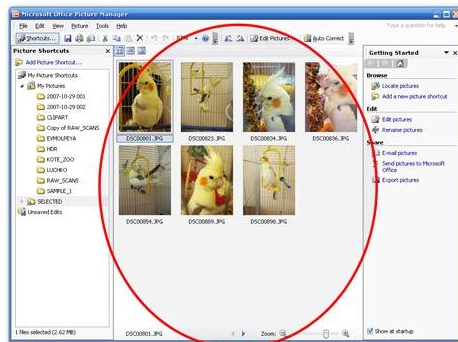 Microsoft Office Picture Manager
File Edit View Picture Tools Help
Type a question for help
Shortcuts... Edit Pictures... Auto Correct
Picture Shortcuts
Add Picture Shortcut...
My Picture Shortcuts
My Pictures
2007-10-29 001
2007-10-29 002
CLIPART
Copy of RAW_SCANS
EVMOLPEYA
HDR
KOTE_ZOO
LUCHKO
RAW_SCANS
SAMPLE_1
SELECTED
Unsaved Edits
1 files selected (2.62 MB)
DSC00801.JPG
DSC00823.JPG
DSC00834.JPG
DSC00836.JPG
DSC00854.JPG
DSC00889.JPG
DSC00898.JPG
DSC00801.JPG
Zoom:
Getting Started
Browse
Locate pictures
Add a new picture shortcut
Edit
Edit pictures
Rename pictures
Share
E-mail pictures
Send pictures to Microsoft
Office
Export pictures
Show at startup